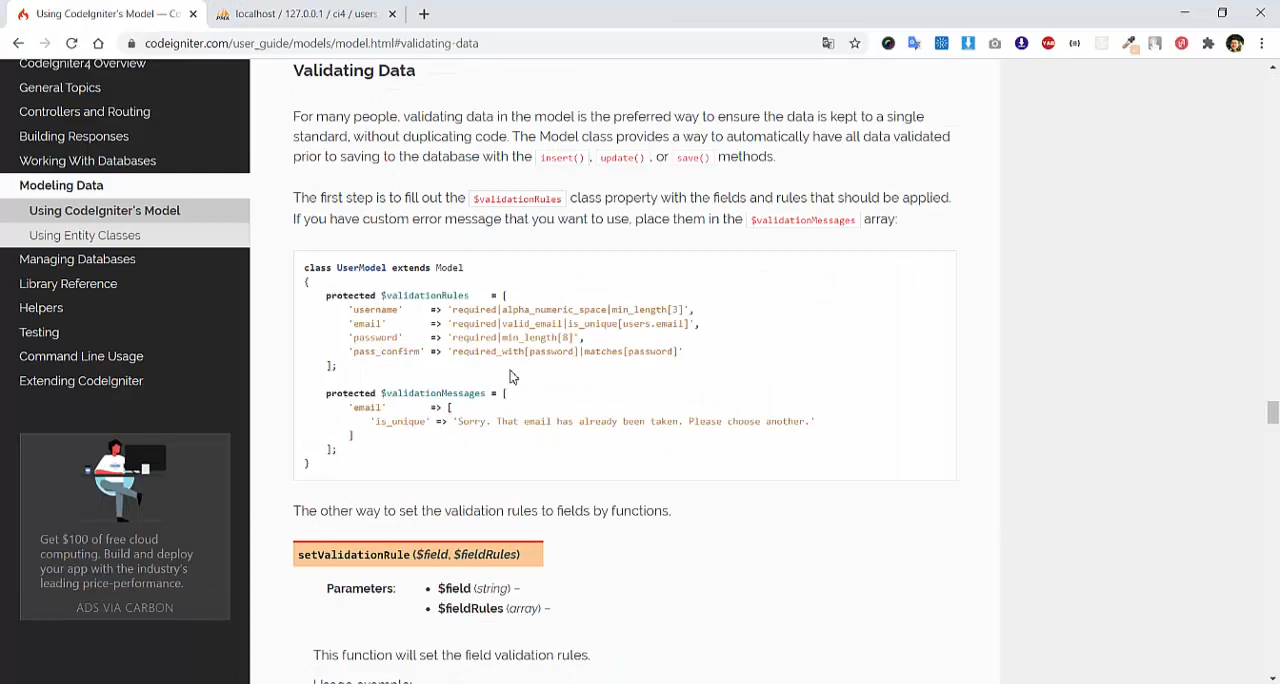 Using CodeIgniter's Model — Co
localhost / 127.0.0.1 / ci4 / users
codeigniter.com/user_guide/models/model.html#validating-data
CodeIgniter4 Overview
General Topics
Controllers and Routing
Building Responses
Working With Databases
Modeling Data
Using CodeIgniter's Model
Using Entity Classes
Managing Databases
Library Reference
Helpers
Testing
Command Line Usage
Extending CodeIgniter
Get $100 of free cloud
computing. Build and deploy
your app with the industry's
leading price-performance.
ADS VIA CARBON
Validating Data
For many people, validating data in the model is the preferred way to ensure the data is kept to a single
standard, without duplicating code. The Model class provides a way to automatically have all data validated
prior to saving to the database with the insert() , update() , or save() methods.
The first step is to fill out the $validationRules class property with the fields and rules that should be applied.
If you have custom error message that you want to use, place them in the $validationMessages array:
class UserModel extends Model
{
protected $validationRules = [
'username' => 'required|alpha_numeric_space|min_length[3]',
'email' => 'required|valid_email|is_unique[users.email]',
'password' => 'required|min_length[8]',
'pass_confirm' => 'required_with[password]|matches[password]'
];
protected $validationMessages = [
'email' => [
'is_unique' => 'Sorry. That email has already been taken. Please choose another.'
]
];
}
The other way to set the validation rules to fields by functions.
setValidationRule ($field, $fieldRules)
Parameters:
• $field (string) –
• $fieldRules (array) –
This function will set the field validation rules.
Usage example: